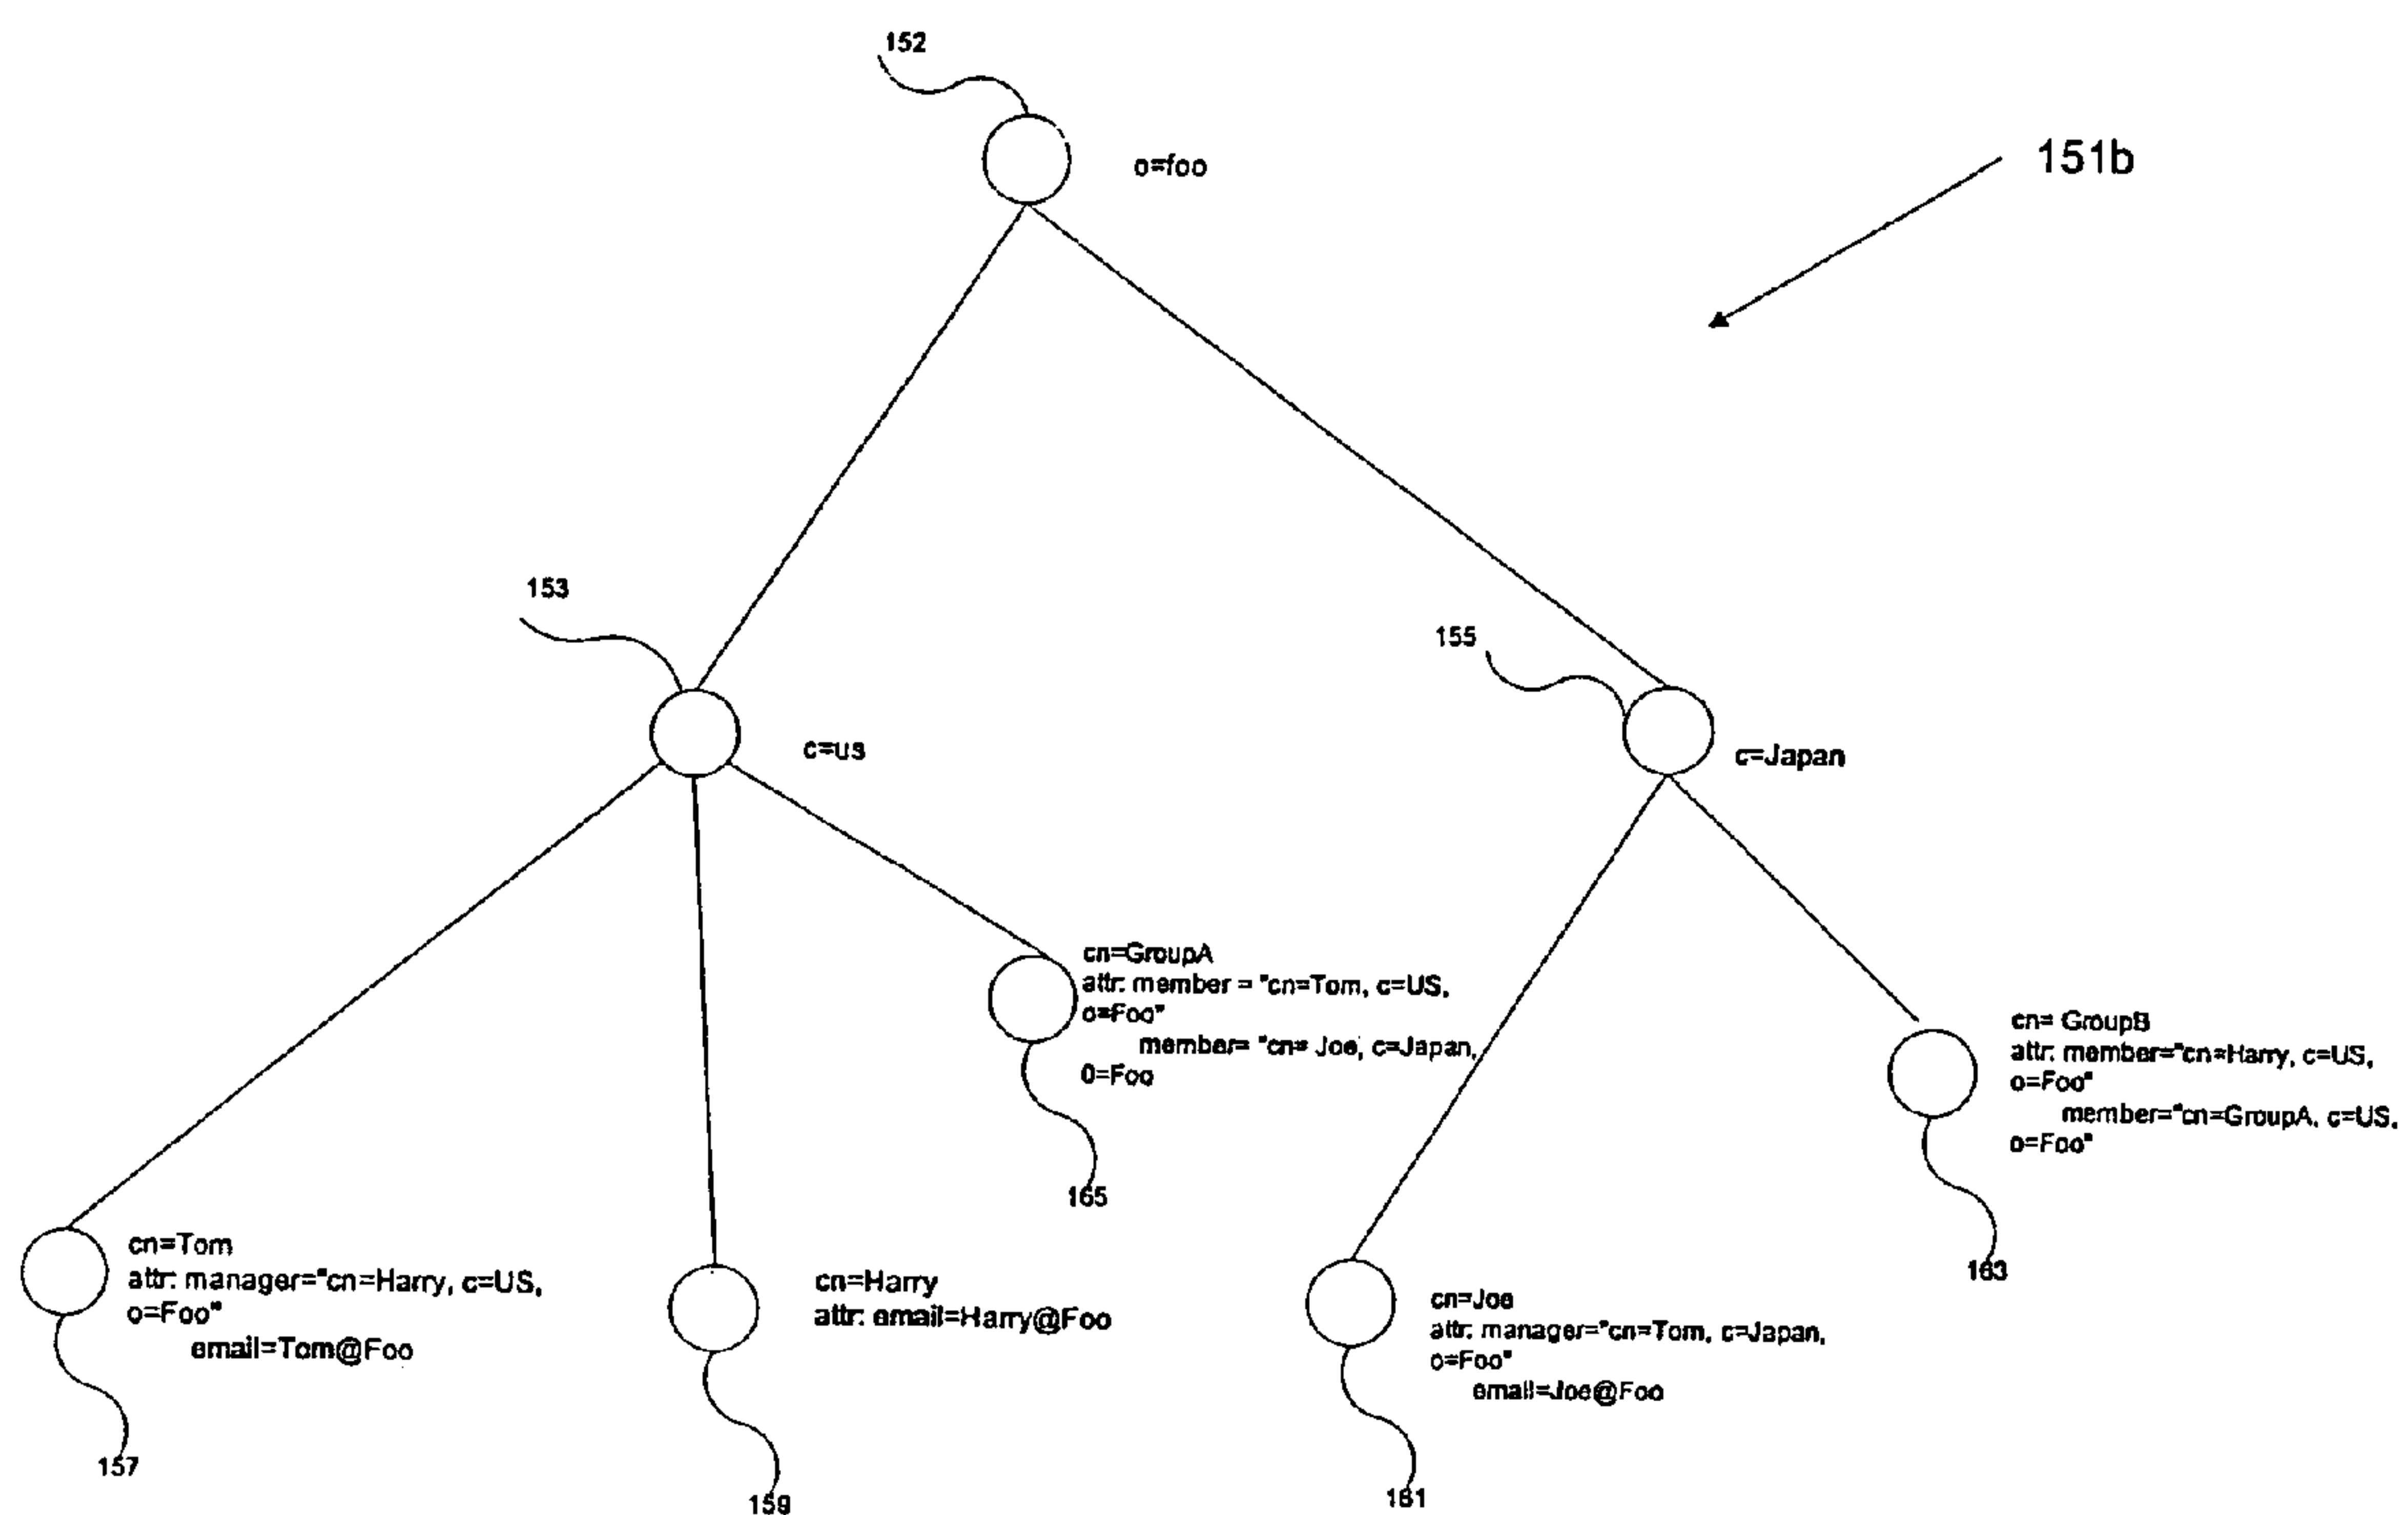 152
o=foo
151b
153
c=us
155
c=Japan
cn=GroupA
attr: member = "cn=Tom, c=US,
o=Foo"
member= "cn= Joe, c=Japan,
0=Foo
165
cn= GroupB
attr: member="cn=Harry, c=US,
o=Foo"
member="cn=GroupA, c=US,
o=Foo"
163
cn=Tom
attr: manager="cn=Harry, c=US,
o=Foo"
email=Tom@Foo
157
cn=Harry
attr: email=Harry@Foo
159
cn=Joe
attr: manager="cn=Tom, c=Japan,
o=Foo"
email=Joe@Foo
161